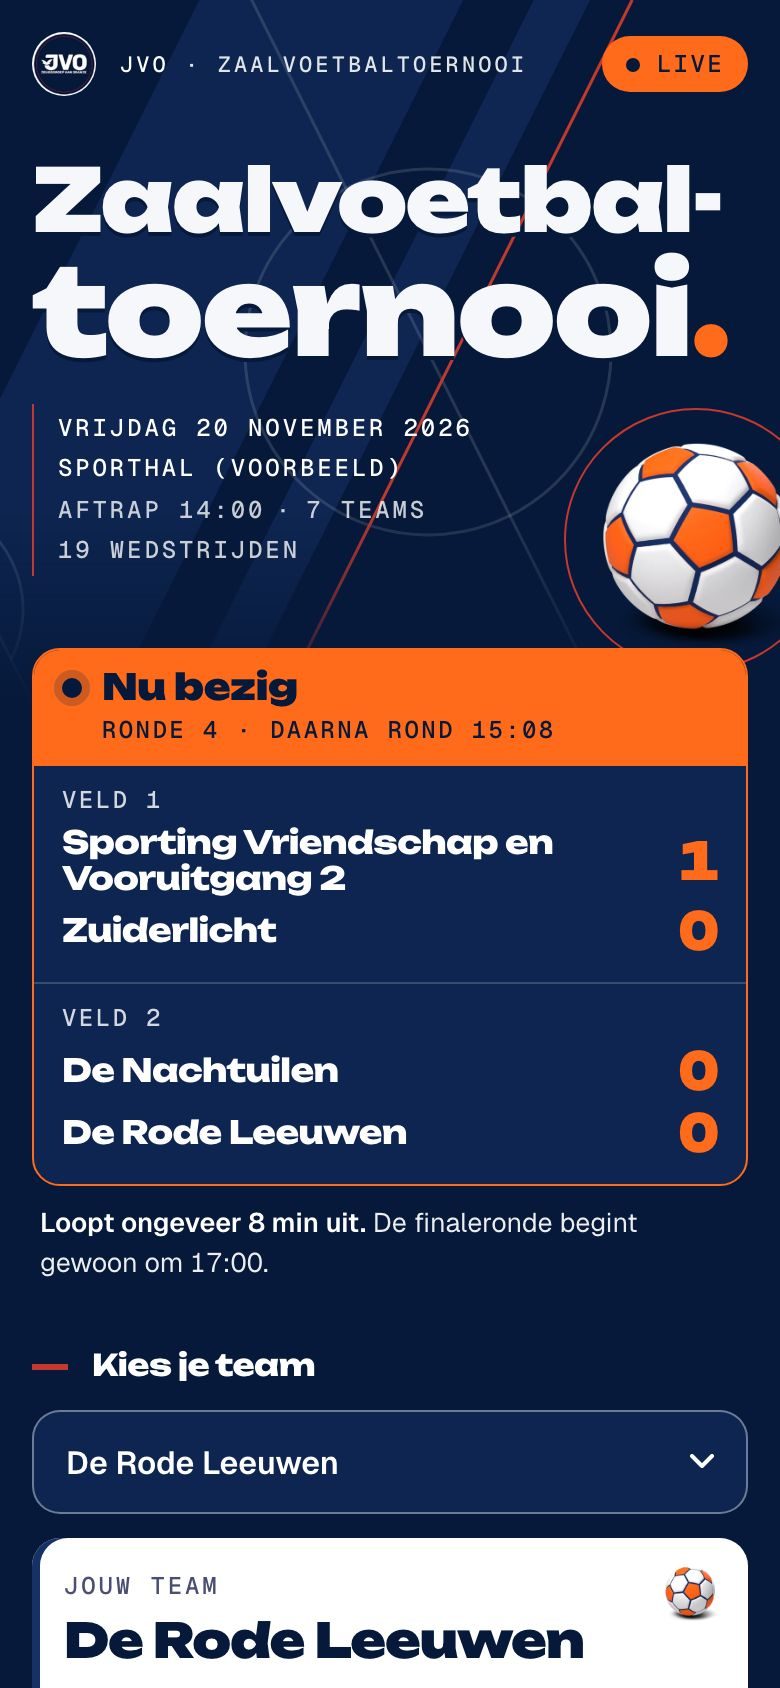 JVO
JVO · ZAALVOETBALTOERNOOI
LIVE
Zaalvoetbal-
toernooi.
VRIJDAG 20 NOVEMBER 2026
SPORTHAL (VOORBEELD)
AFTRAP 14:00 · 7 TEAMS
19 WEDSTRIJDEN
Nu bezig
RONDE 4 · DAARNA ROND 15:08
VELD 1
Sporting Vriendschap en
Vooruitgang 2
1
Zuiderlicht
0
VELD 2
De Nachtuilen
0
De Rode Leeuwen
0
Loopt ongeveer 8 min uit. De finaleronde begint
gewoon om 17:00.
Kies je team
De Rode Leeuwen
JOUW TEAM
De Rode Leeuwen